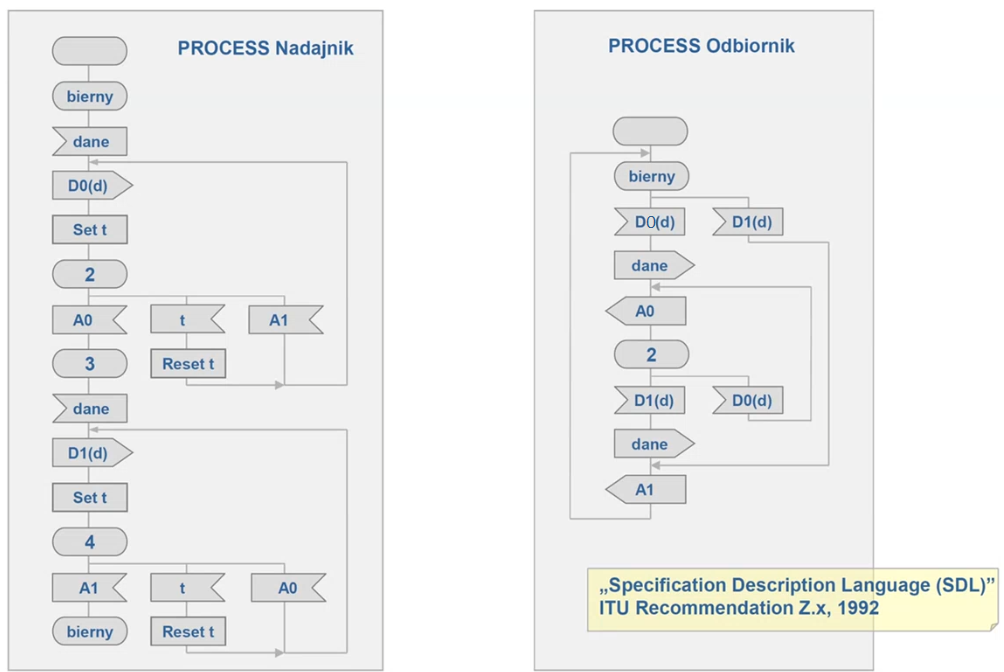 PROCESS Nadajnik
bierny
dane
D0(d)
Set t
2
A0 t A1
3 Reset t
dane
D1(d)
Set t
4
A1 t A0
bierny Reset t
PROCESS Odbiornik
bierny
D0(d) D1(d)
dane
A0
2
D1(d) D0(d)
dane
A1
„Specification Description Language (SDL)”
ITU Recommendation Z.x, 1992